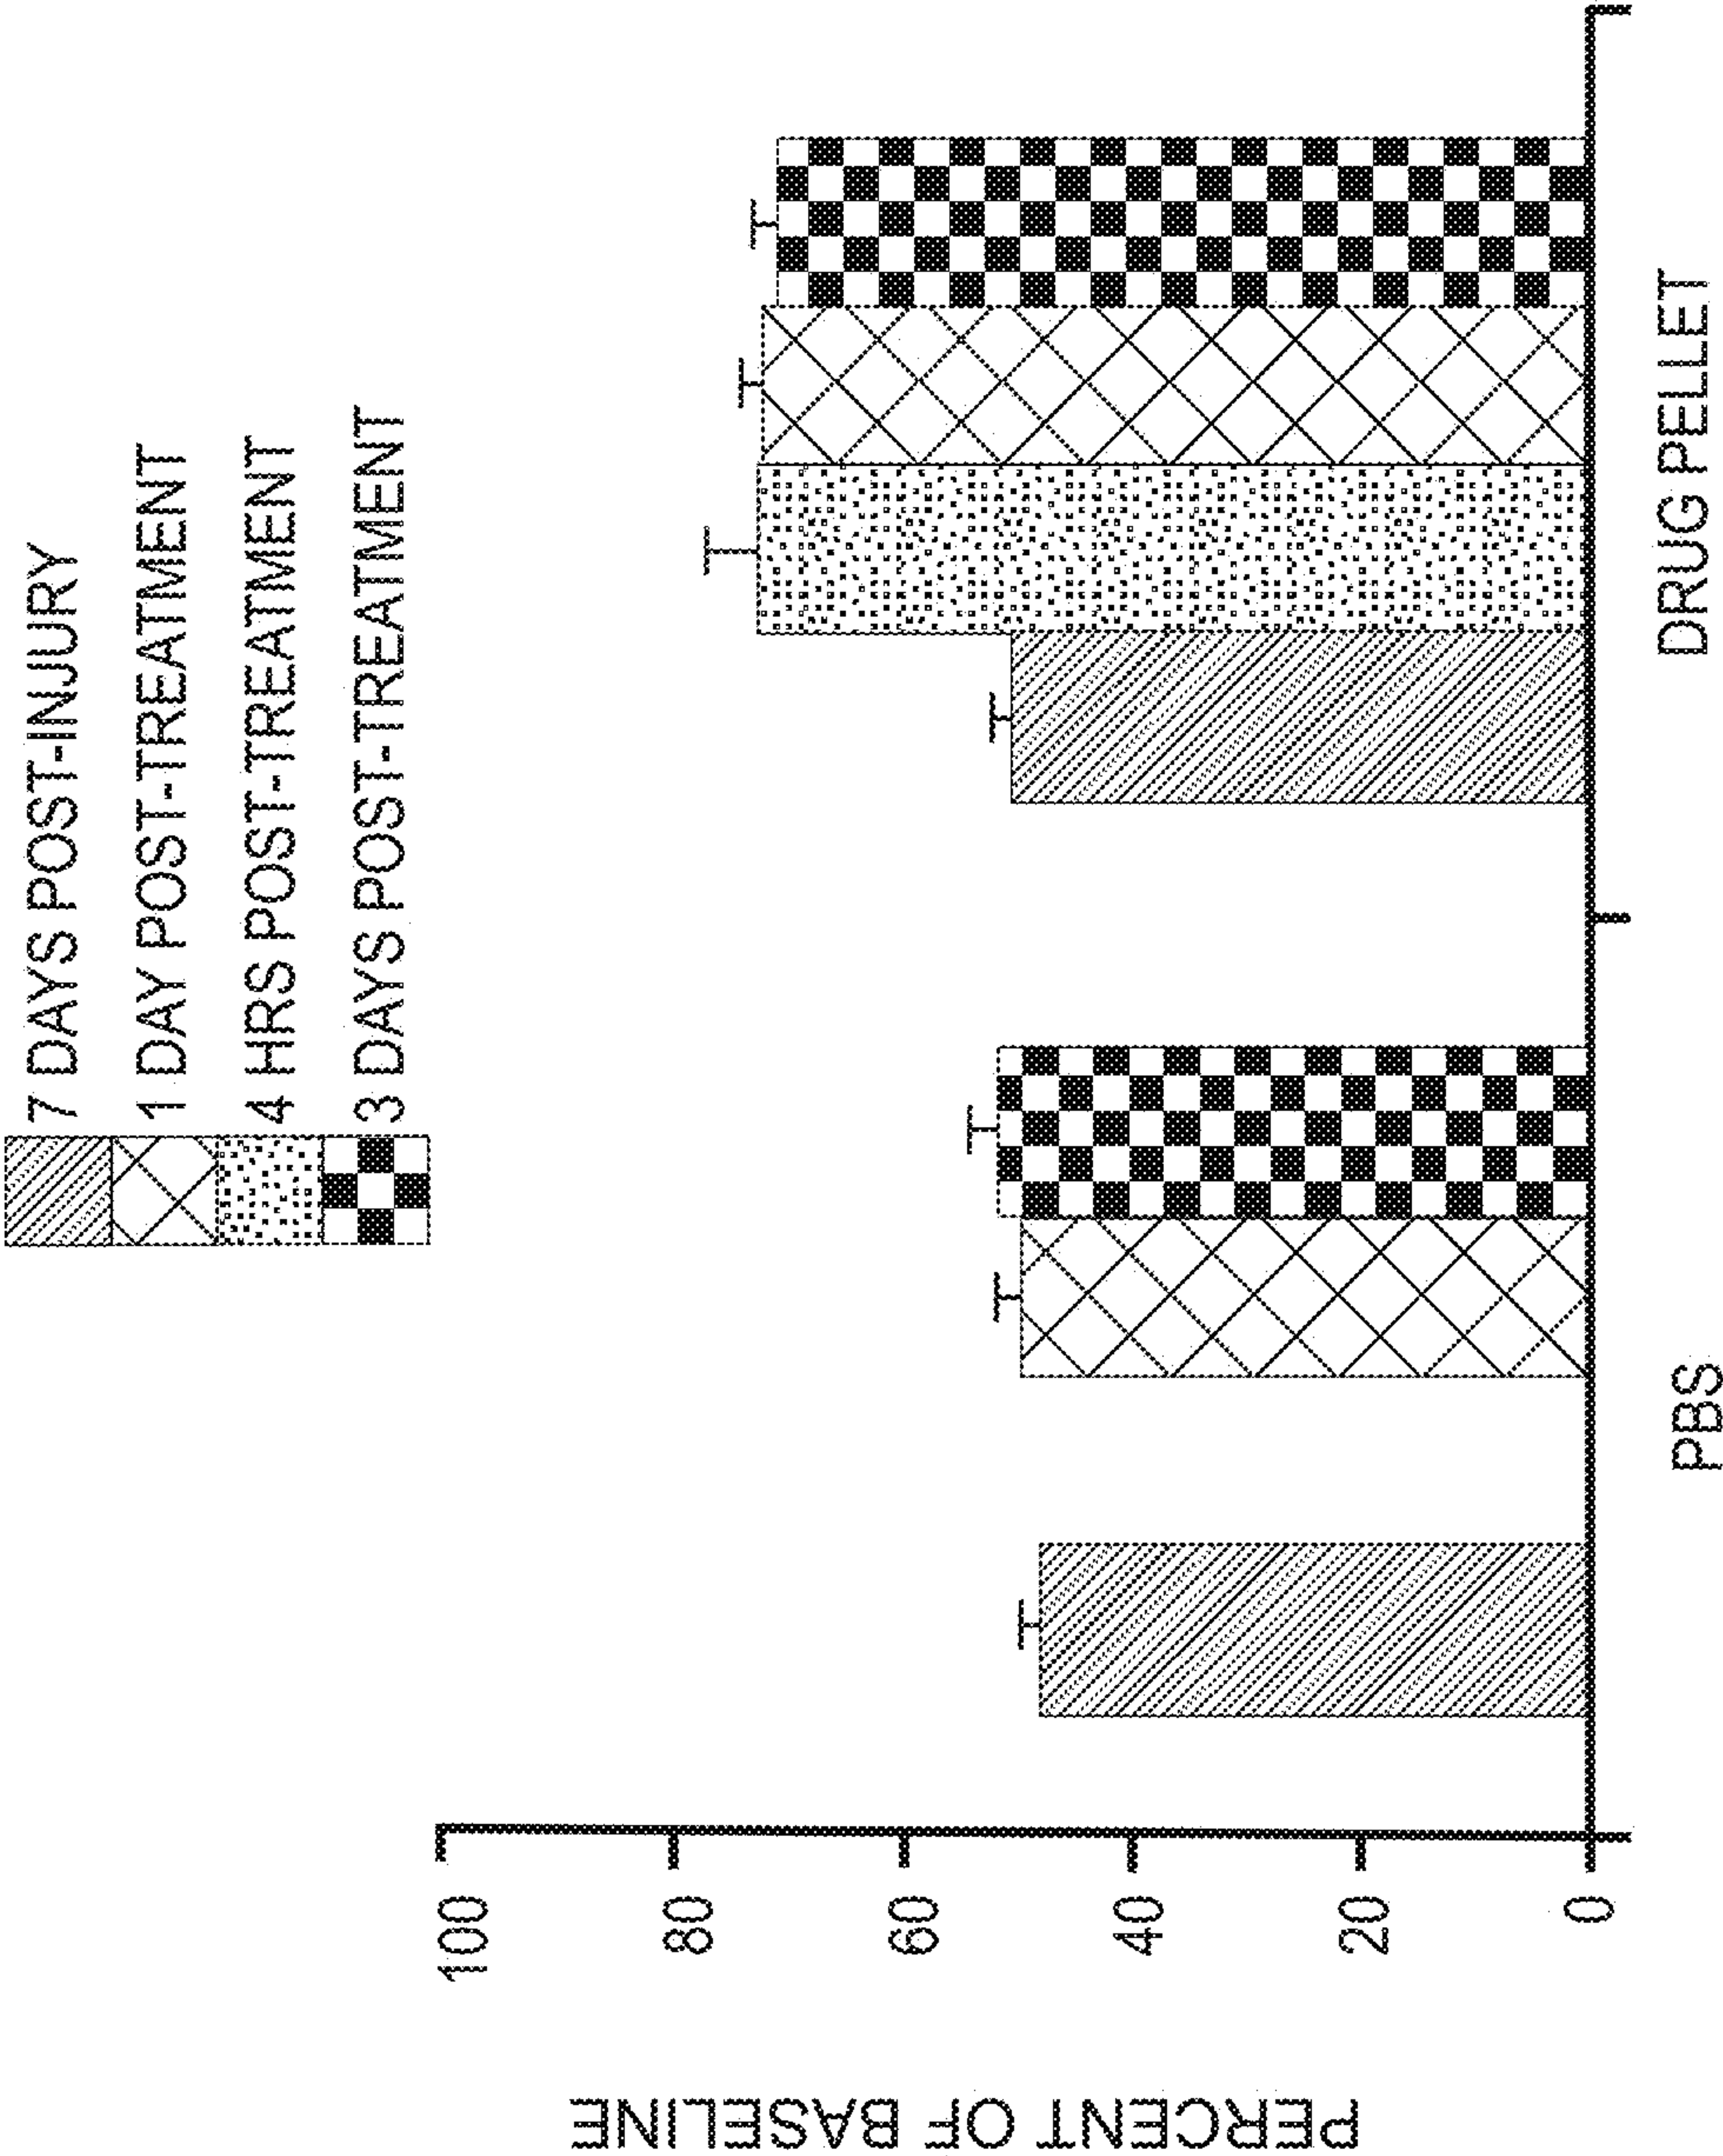 7 DAYS POST-INJURY
1 DAY POST-TREATMENT
4 HRS POST-TREATMENT
3 DAYS POST-TREATMENT
PERCENT OF BASELINE
100
80
60
40
20
0
PBS
DRUG PELLET